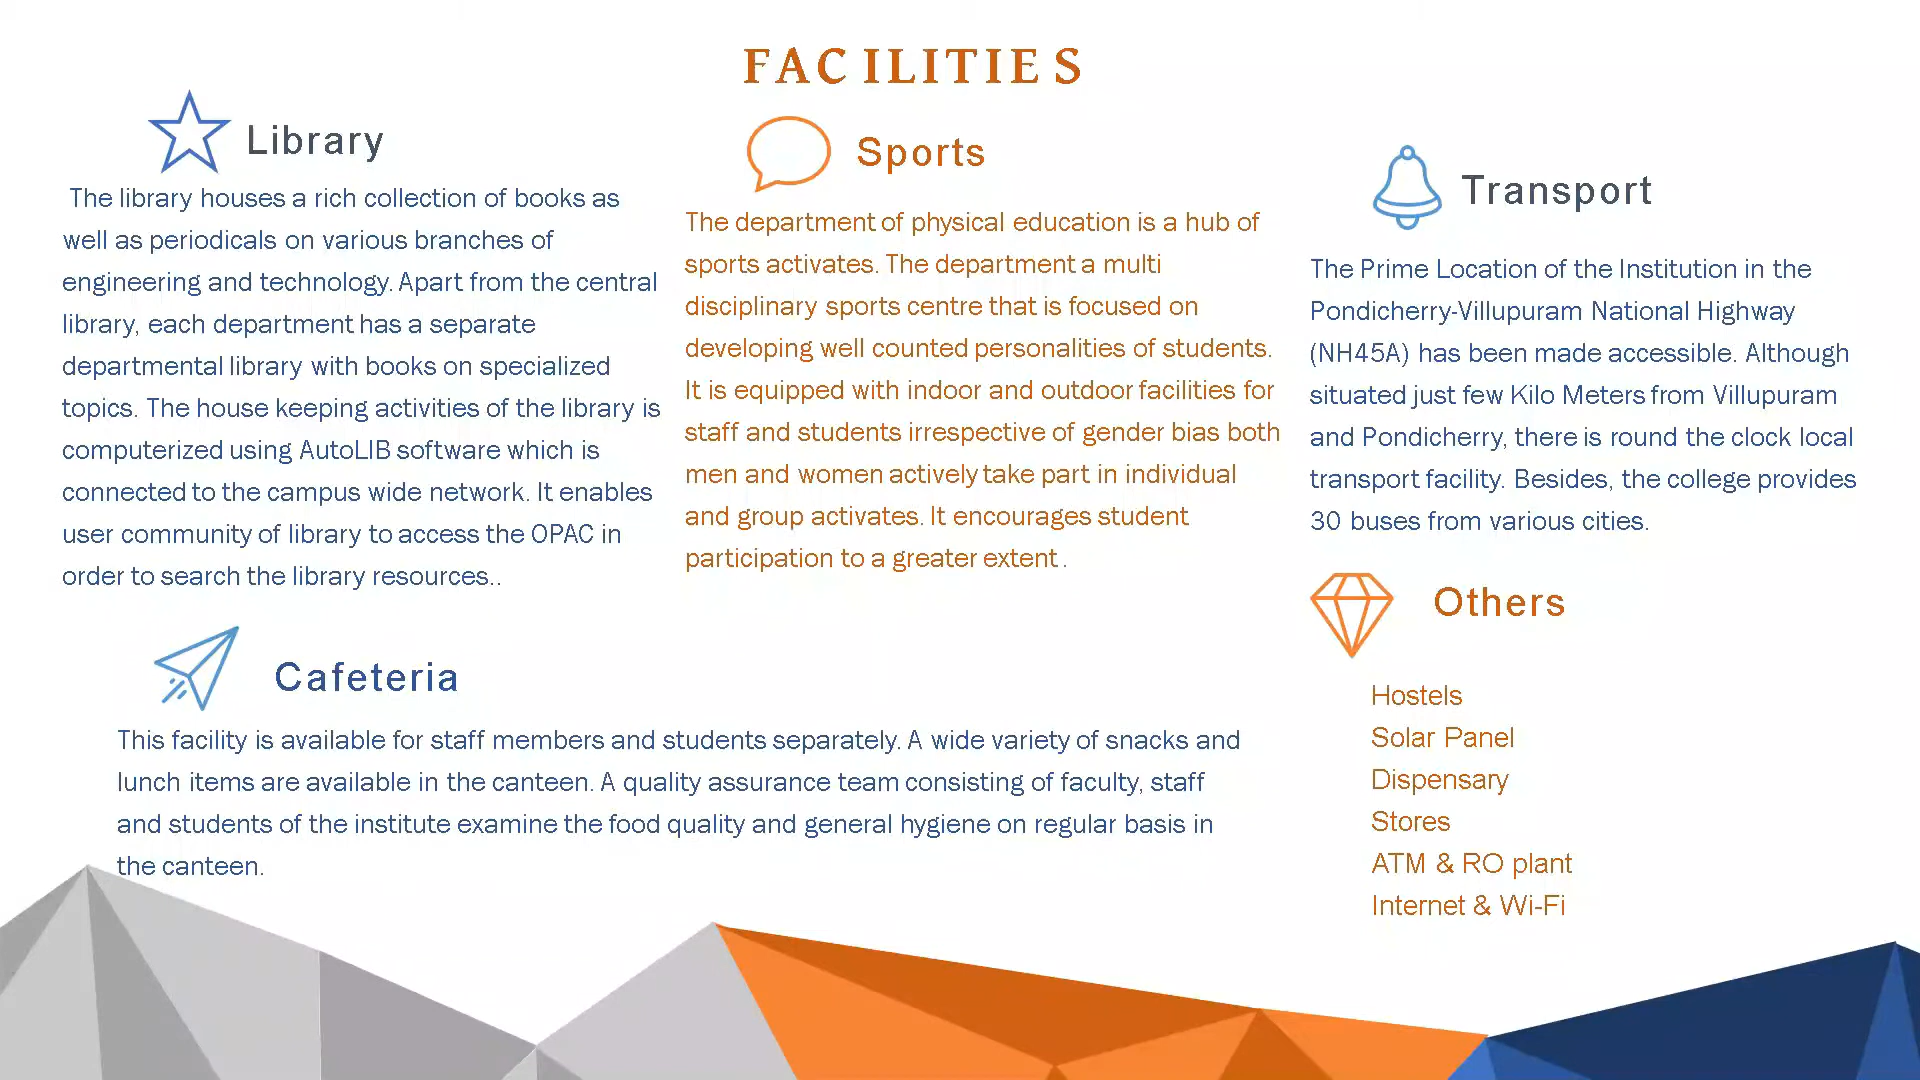 FACILITIES
Library
The library houses a rich collection of books as
well as periodicals on various branches of
engineering and technology. Apart from the central
library, each department has a separate
departmental library with books on specialized
topics. The house keeping activities of the library is
computerized using AutoLIB software which is
connected to the campus wide network. It enables
user community of library to access the OPAC in
order to search the library resources..
Sports
The department of physical education is a hub of
sports activates. The department a multi
disciplinary sports centre that is focused on
developing well counted personalities of students.
It is equipped with indoor and outdoor facilities for
staff and students irrespective of gender bias both
men and women actively take part in individual
and group activates. It encourages student
participation to a greater extent.
Transport
The Prime Location of the Institution in the
Pondicherry-Villupuram National Highway
(NH45A) has been made accessible. Although
situated just few Kilo Meters from Villupuram
and Pondicherry, there is round the clock local
transport facility. Besides, the college provides
30 buses from various cities.
Cafeteria
This facility is available for staff members and students separately. A wide variety of snacks and
lunch items are available in the canteen. A quality assurance team consisting of faculty, staff
and students of the institute examine the food quality and general hygiene on regular basis in
the canteen.
Others
Hostels
Solar Panel
Dispensary
Stores
ATM & RO plant
Internet & Wi-Fi